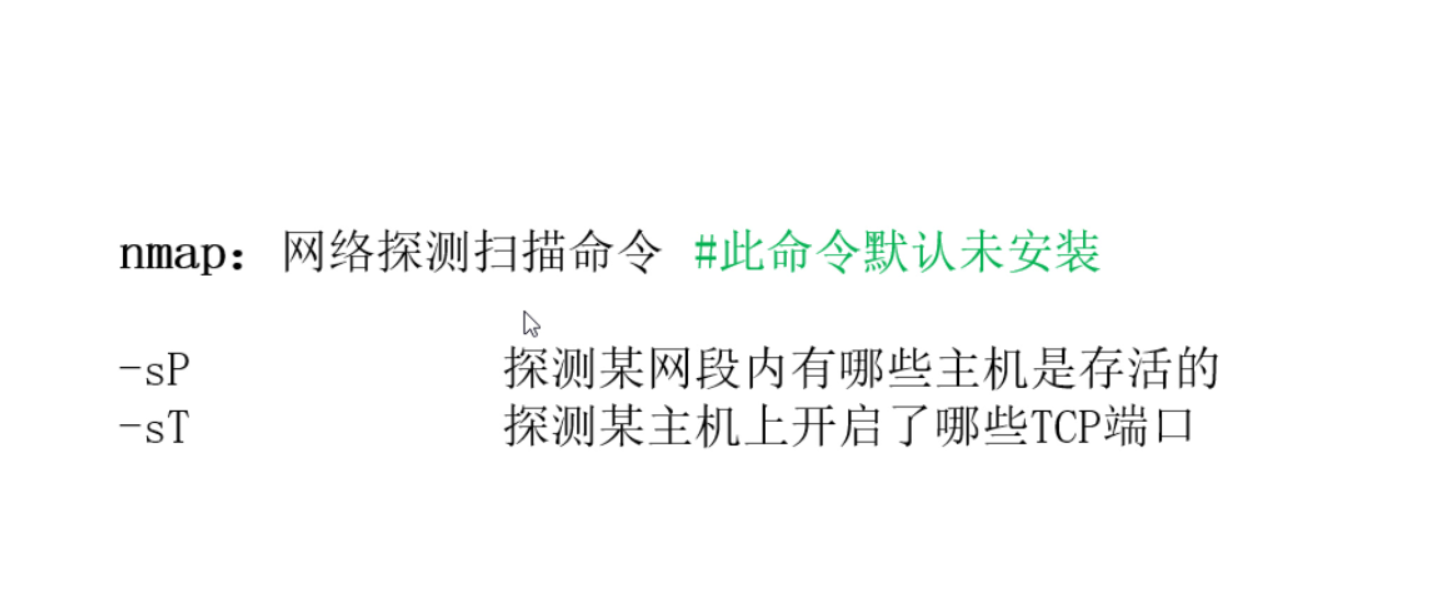 nmap：网络探测扫描命令 #此命令默认未安装
-sP 探测某网段内有哪些主机是存活的
-sT 探测某主机上开启了哪些TCP端口